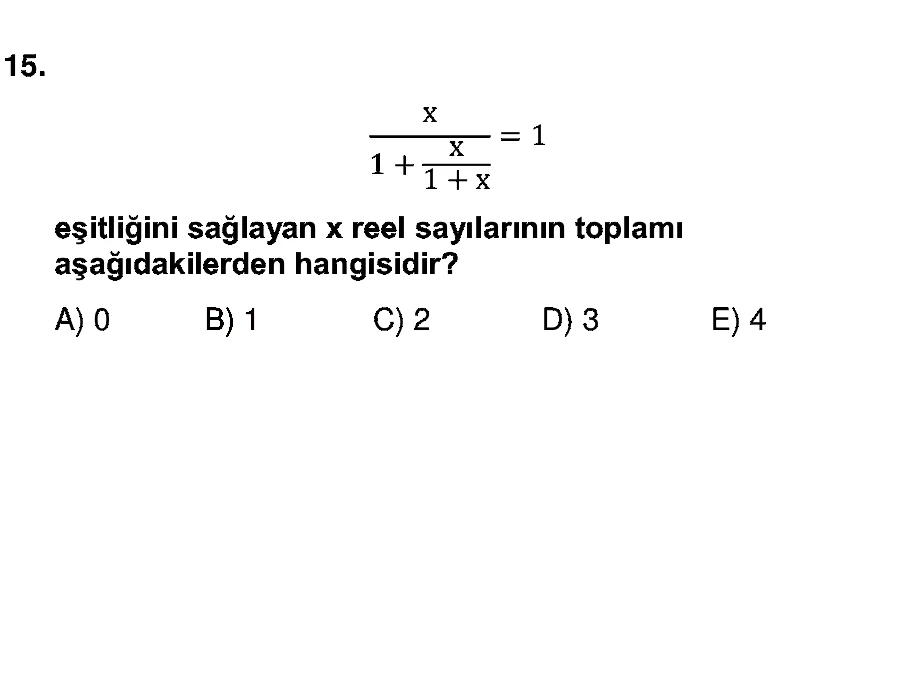 15.
x
1 + x = 1
1 + x
eşitliğini sağlayan x reel sayılarının toplamı
aşağıdakilerden hangisidir?
A) 0 B) 1 C) 2 D) 3 E) 4